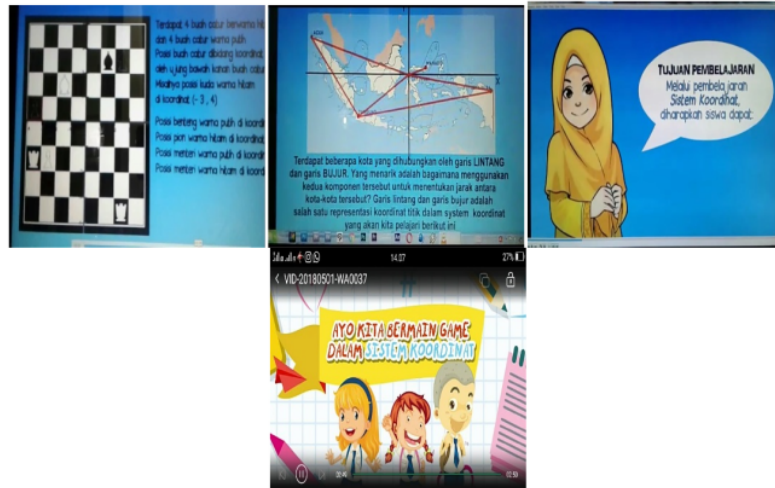 Terdapat 4 buah catur berwarna
dan 4 buah catur warna putih
Posisi buah catur dibidang koordinat
oleh ujung bawah kanan buah catur
Misalnya posisi kuda warna hitam
di koordinat (-3, 4)
Posisi benteng warna putih di
Posisi pion warna hitam di
Posisi menteri warna putih di
Posisi menteri warna hitam di
Terdapat beberapa kota yang dihubungkan oleh garis LINTANG
dan garis BUJUR. Yang menarik adalah bagaimana menggunakan
kedua komponen tersebut untuk menentukan jarak antara
kota-kota tersebut? Garis lintang dan garis bujur adalah
salah satu representasi koordinat titik dalam system koordinat
yang akan kita pelajari berikut ini
TUJUAN PEMBELAJARAN
Melalui pembelajaran
Sistem Koordinat,
diharapkan siswa dapat:
14.07
27%
VID-20180501-WA0037
AYO KITA BERMAIN GAME
DALAM SISTEM KOORDINAT
02:59